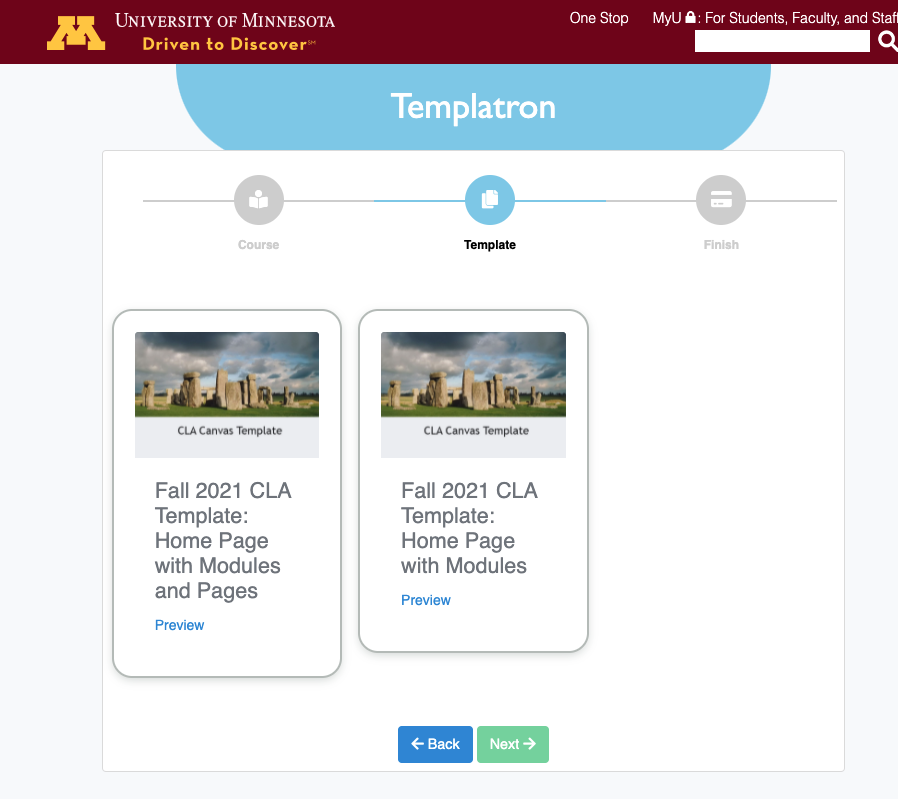 University of Minnesota
Driven to Discover℠
One Stop
MyU : For Students, Faculty, and Staff
Templatron
Course
Template
Finish
CLA Canvas Template
Fall 2021 CLA
Template:
Home Page
with Modules
and Pages
Preview
CLA Canvas Template
Fall 2021 CLA
Template:
Home Page
with Modules
Preview
Back
Next